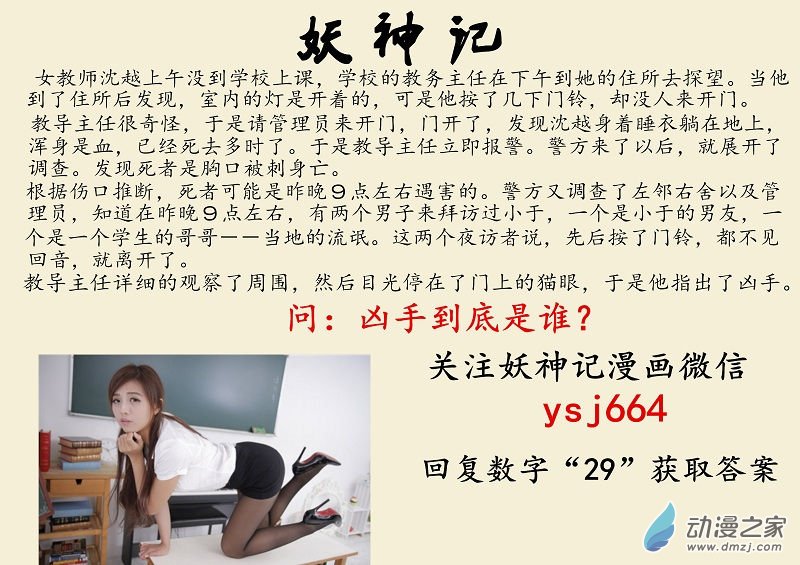 妖神记
女教师沈越上午没到学校上课，学校的教务主任在下午到她的住所去探望。当他
到了住所后发现，室内的灯是开着的，可是他按了几下门铃，却没人来开门。
教导主任很奇怪，于是请管理员来开门，门开了，发现沈越身着睡衣躺在地上，
浑身是血，已经死去多时了。于是教导主任立即报警。警方来了以后，就展开了
调查。发现死者是胸口被刺身亡。
根据伤口推断，死者可能是昨晚9点左右遇害的。警方又调查了左邻右舍以及管
理员，知道在昨晚9点左右，有两个男子来拜访过小于，一个是小于的男友，一
个是一个学生的哥哥——当地的流氓。这两个夜访者说，先后按了门铃，都不见
回音，就离开了。
教导主任详细的观察了周围，然后目光停在了门上的猫眼，于是他指出了凶手。
问：凶手到底是谁？
关注妖神记漫画微信
ysj664
回复数字“29”获取答案
动漫之家
www.dmzj.com